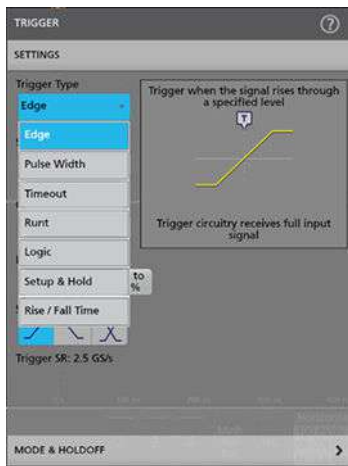 TRIGGER
?
SETTINGS
Trigger Type
Edge
Edge
Pulse Width
Timeout
Runt
Logic
Setup & Hold
Rise / Fall Time
Trigger when the signal rises through
a specified level
T
Trigger circuitry receives full input
signal
to
%
Trigger SR: 2.5 GS/s
MODE & HOLDOFF